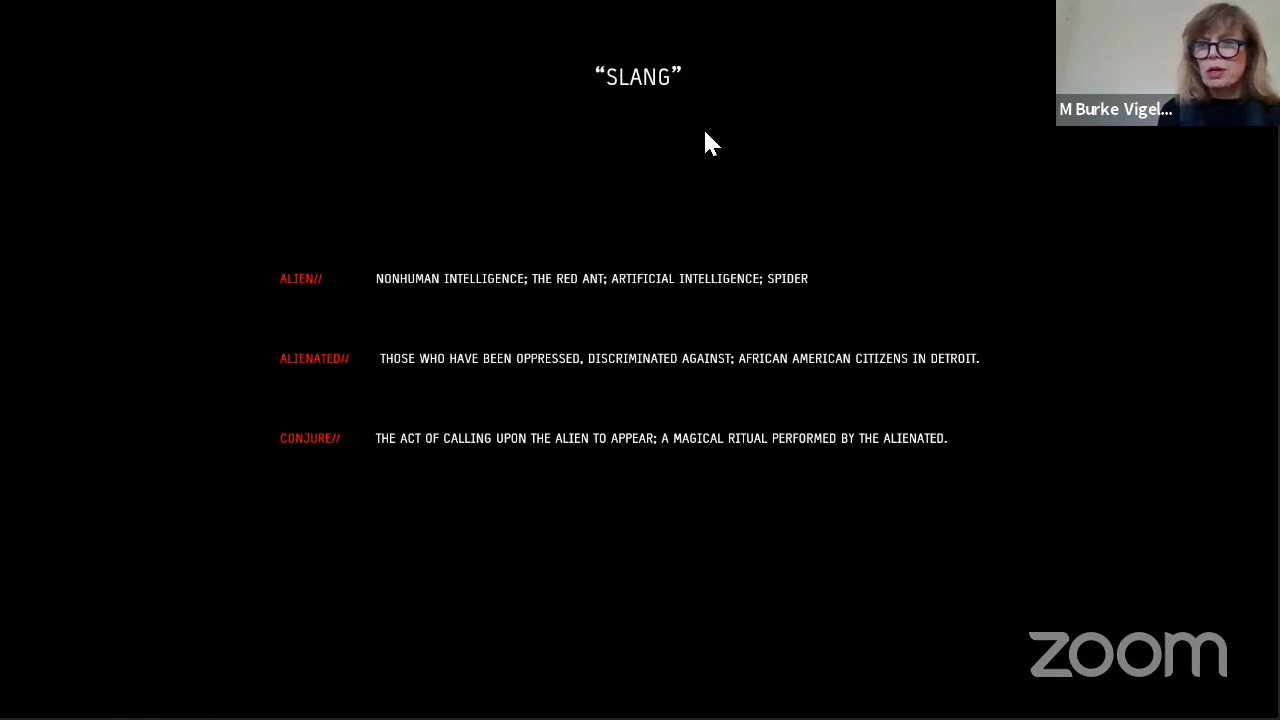 “SLANG”
M Burke Vigel...
ALIEN// NONHUMAN INTELLIGENCE; THE RED ANT; ARTIFICIAL INTELLIGENCE; SPIDER
ALIENATED// THOSE WHO HAVE BEEN OPPRESSED, DISCRIMINATED AGAINST; AFRICAN AMERICAN CITIZENS IN DETROIT.
CONJURE// THE ACT OF CALLING UPON THE ALIEN TO APPEAR; A MAGICAL RITUAL PERFORMED BY THE ALIENATED.
zoom